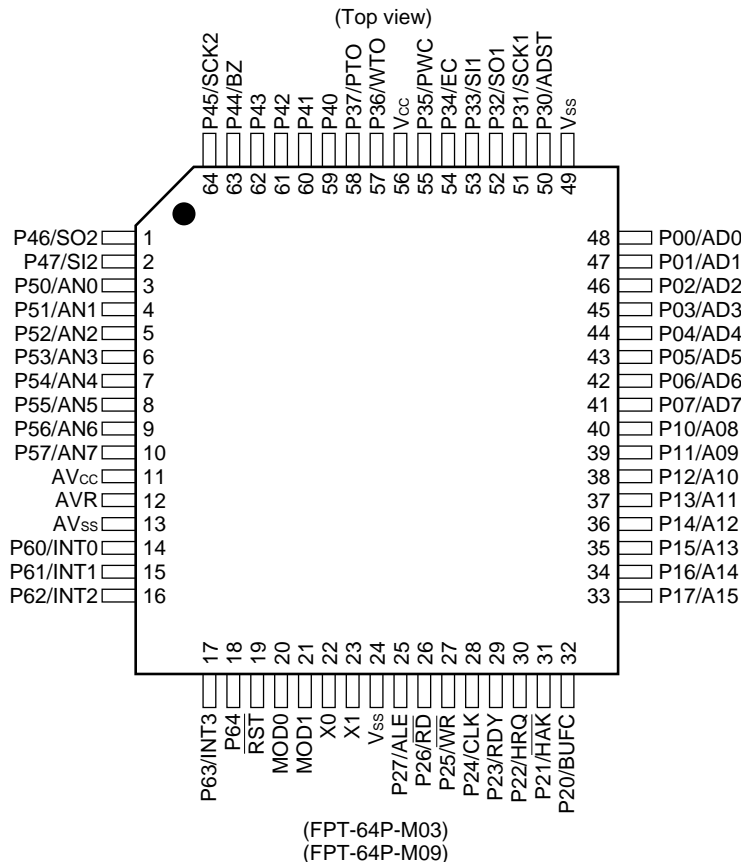 (Top view)
P45/SCK2
P44/BZ
P43
P42
P41
P40
P37/PTO
P36/WTO
Vcc
P35/PWC
P34/EC
P33/SI1
P32/SO1
P31/SCK1
P30/ADST
Vss
64
63
62
61
60
59
58
57
56
55
54
53
52
51
50
49
P46/SO2 1
P47/SI2 2
P50/AN0 3
P51/AN1 4
P52/AN2 5
P53/AN3 6
P54/AN4 7
P55/AN5 8
P56/AN6 9
P57/AN7 10
AVcc 11
AVR 12
AVss 13
P60/INT0 14
P61/INT1 15
P62/INT2 16
48 P00/AD0
47 P01/AD1
46 P02/AD2
45 P03/AD3
44 P04/AD4
43 P05/AD5
42 P06/AD6
41 P07/AD7
40 P10/A08
39 P11/A09
38 P12/A10
37 P13/A11
36 P14/A12
35 P15/A13
34 P16/A14
33 P17/A15
17
18
19
20
21
22
23
24
25
26
27
28
29
30
31
32
P63/INT3
P64
RST
MOD0
MOD1
X0
X1
Vss
P27/ALE
P26/RD
P25/WR
P24/CLK
P23/RDY
P22/HRQ
P21/HAK
P20/BUFC
(FPT-64P-M03)
(FPT-64P-M09)